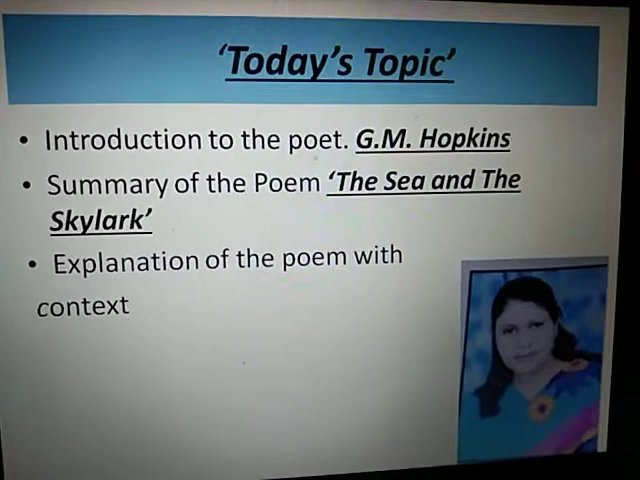 ‘Today’s Topic’
• Introduction to the poet. G.M. Hopkins
• Summary of the Poem ‘The Sea and The
Skylark’
• Explanation of the poem with
context